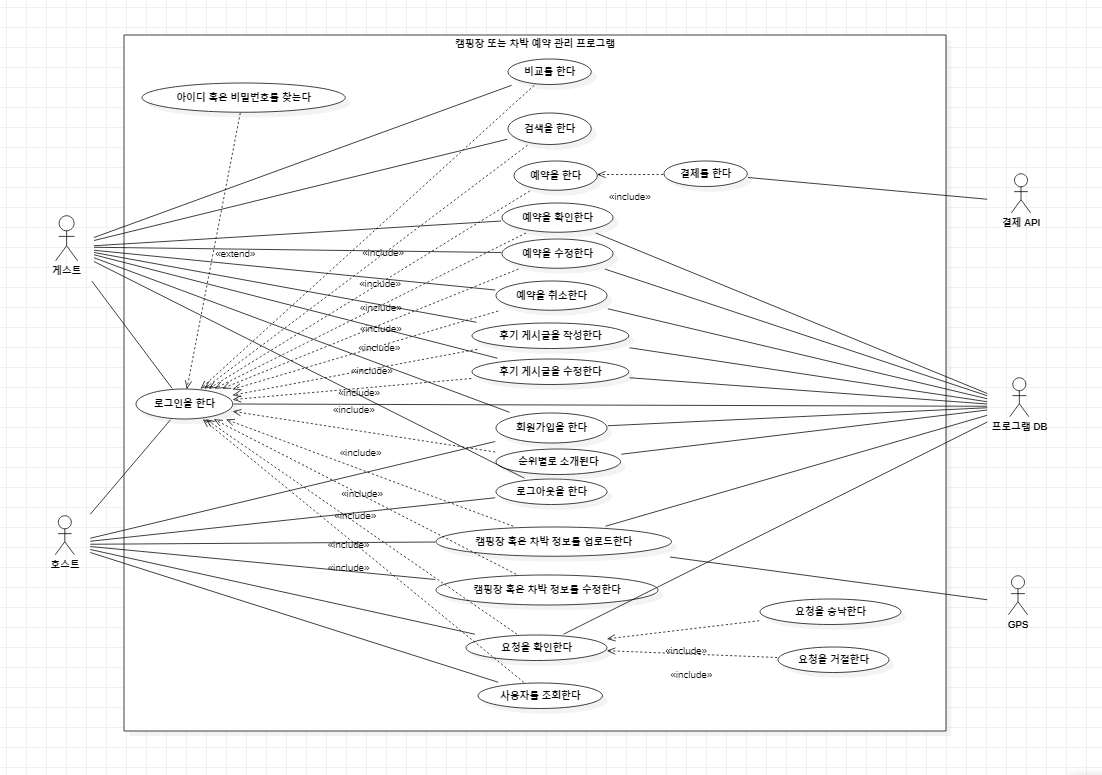 캠핑장 또는 차박 예약 관리 프로그램
비교를 한다
아이디 혹은 비밀번호를 찾는다
검색을 한다
예약을 한다
결제를 한다
«include»
결제 API
예약을 확인한다
게스트
«extend»
«include»
예약을 수정한다
«include»
예약을 취소한다
«include»
«include»
후기 게시글을 작성한다
«include»
«include»
후기 게시글을 수정한다
«include»
로그인을 한다
«include»
회원가입을 한다
프로그램 DB
«include»
순위별로 소개된다
«include»
로그아웃을 한다
«include»
«include»
캠핑장 혹은 차박 정보를 업로드한다
호스트
«include»
캠핑장 혹은 차박 정보를 수정한다
요청을 승낙한다
GPS
요청을 확인한다
«include»
요청을 거절한다
«include»
사용자를 조회한다